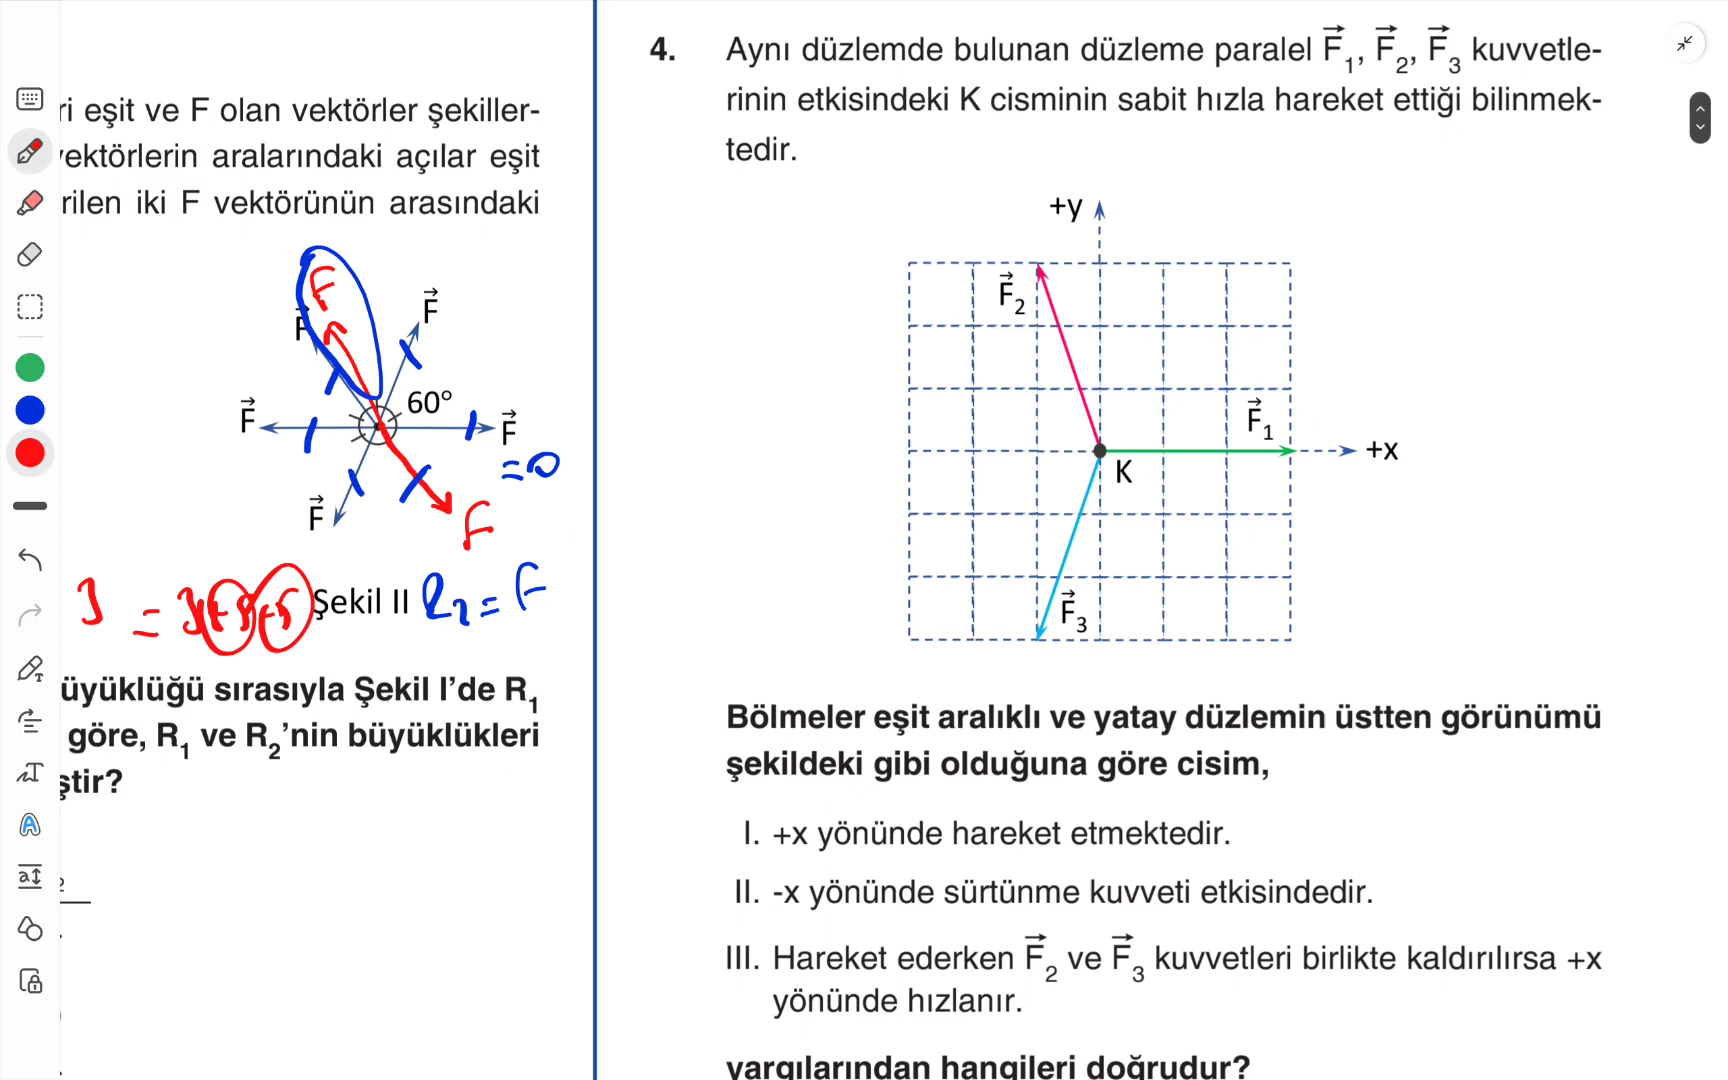 ri eşit ve F olan vektörler şekiller-
vektörlerin aralarındaki açılar eşit
rilen iki F vektörünün arasındaki
F
F
F
60°
F
F
= 0
F
F
F
Şekil II R₂ = F
üyüklüğü sırasıyla Şekil I’de R₁
göre, R₁ ve R₂’nin büyüklükleri
ştir?
4. Aynı düzlemde bulunan düzleme paralel F₁, F₂, F₃ kuvvetle-
rinin etkisindeki K cisminin sabit hızla hareket ettiği bilinmek-
tedir.
+y
F₂
F₁
+x
K
F₃
Bölmeler eşit aralıklı ve yatay düzlemin üstten görünümü
şekildeki gibi olduğuna göre cisim,
I. +x yönünde hareket etmektedir.
II. -x yönünde sürtünme kuvveti etkisindedir.
III. Hareket ederken F₂ ve F₃ kuvvetleri birlikte kaldırılırsa +x
yönünde hızlanır.
yargılarından hangileri doğrudur?